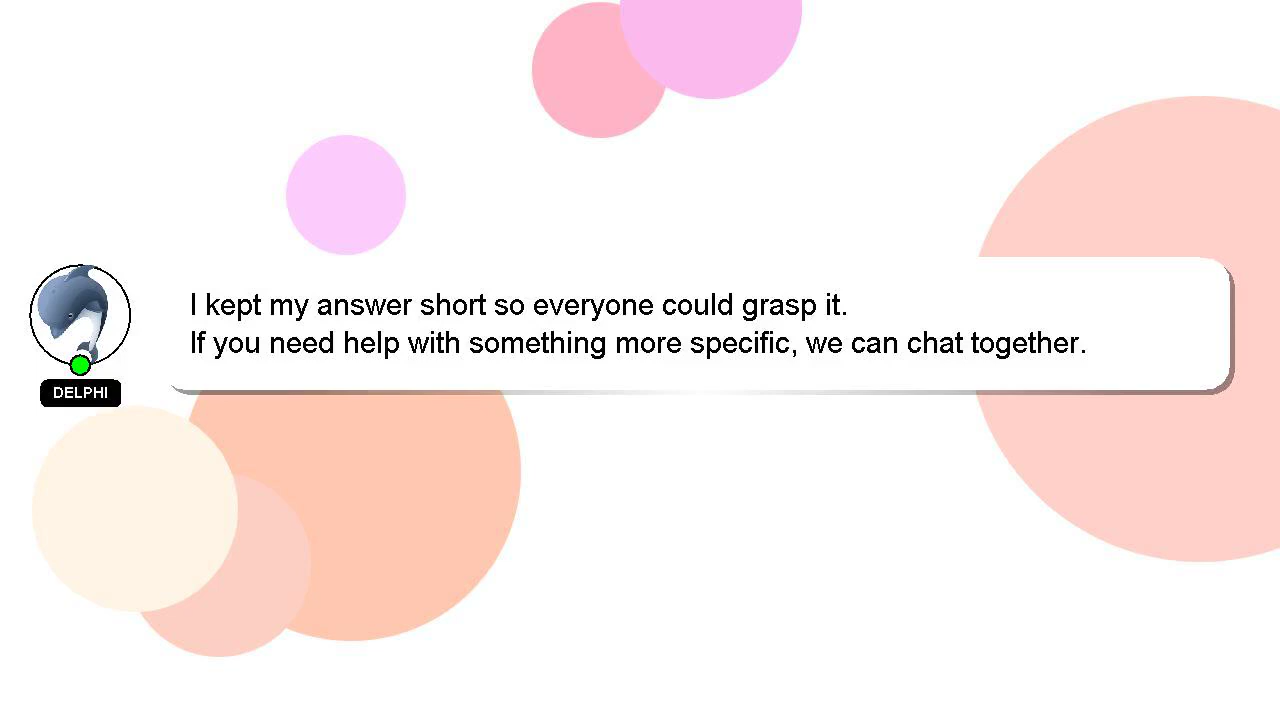 I kept my answer short so everyone could grasp it.
If you need help with something more specific, we can chat together.
DELPHI